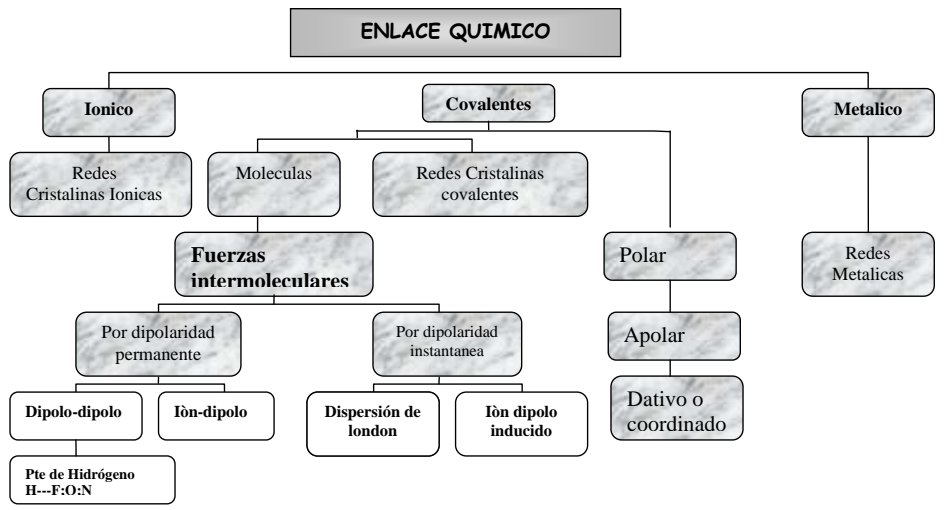 ENLACE QUIMICO
Ionico
Covalentes
Metalico
Redes
Cristalinas Ionicas
Moleculas
Redes Cristalinas
covalentes
Fuerzas
intermoleculares
Polar
Redes
Metalicas
Por dipolaridad
permanente
Por dipolaridad
instantanea
Apolar
Dipolo-dipolo
Iòn-dipolo
Dispersión de
london
Iòn dipolo
inducido
Dativo o
coordinado
Pte de Hidrógeno
H---F:O:N